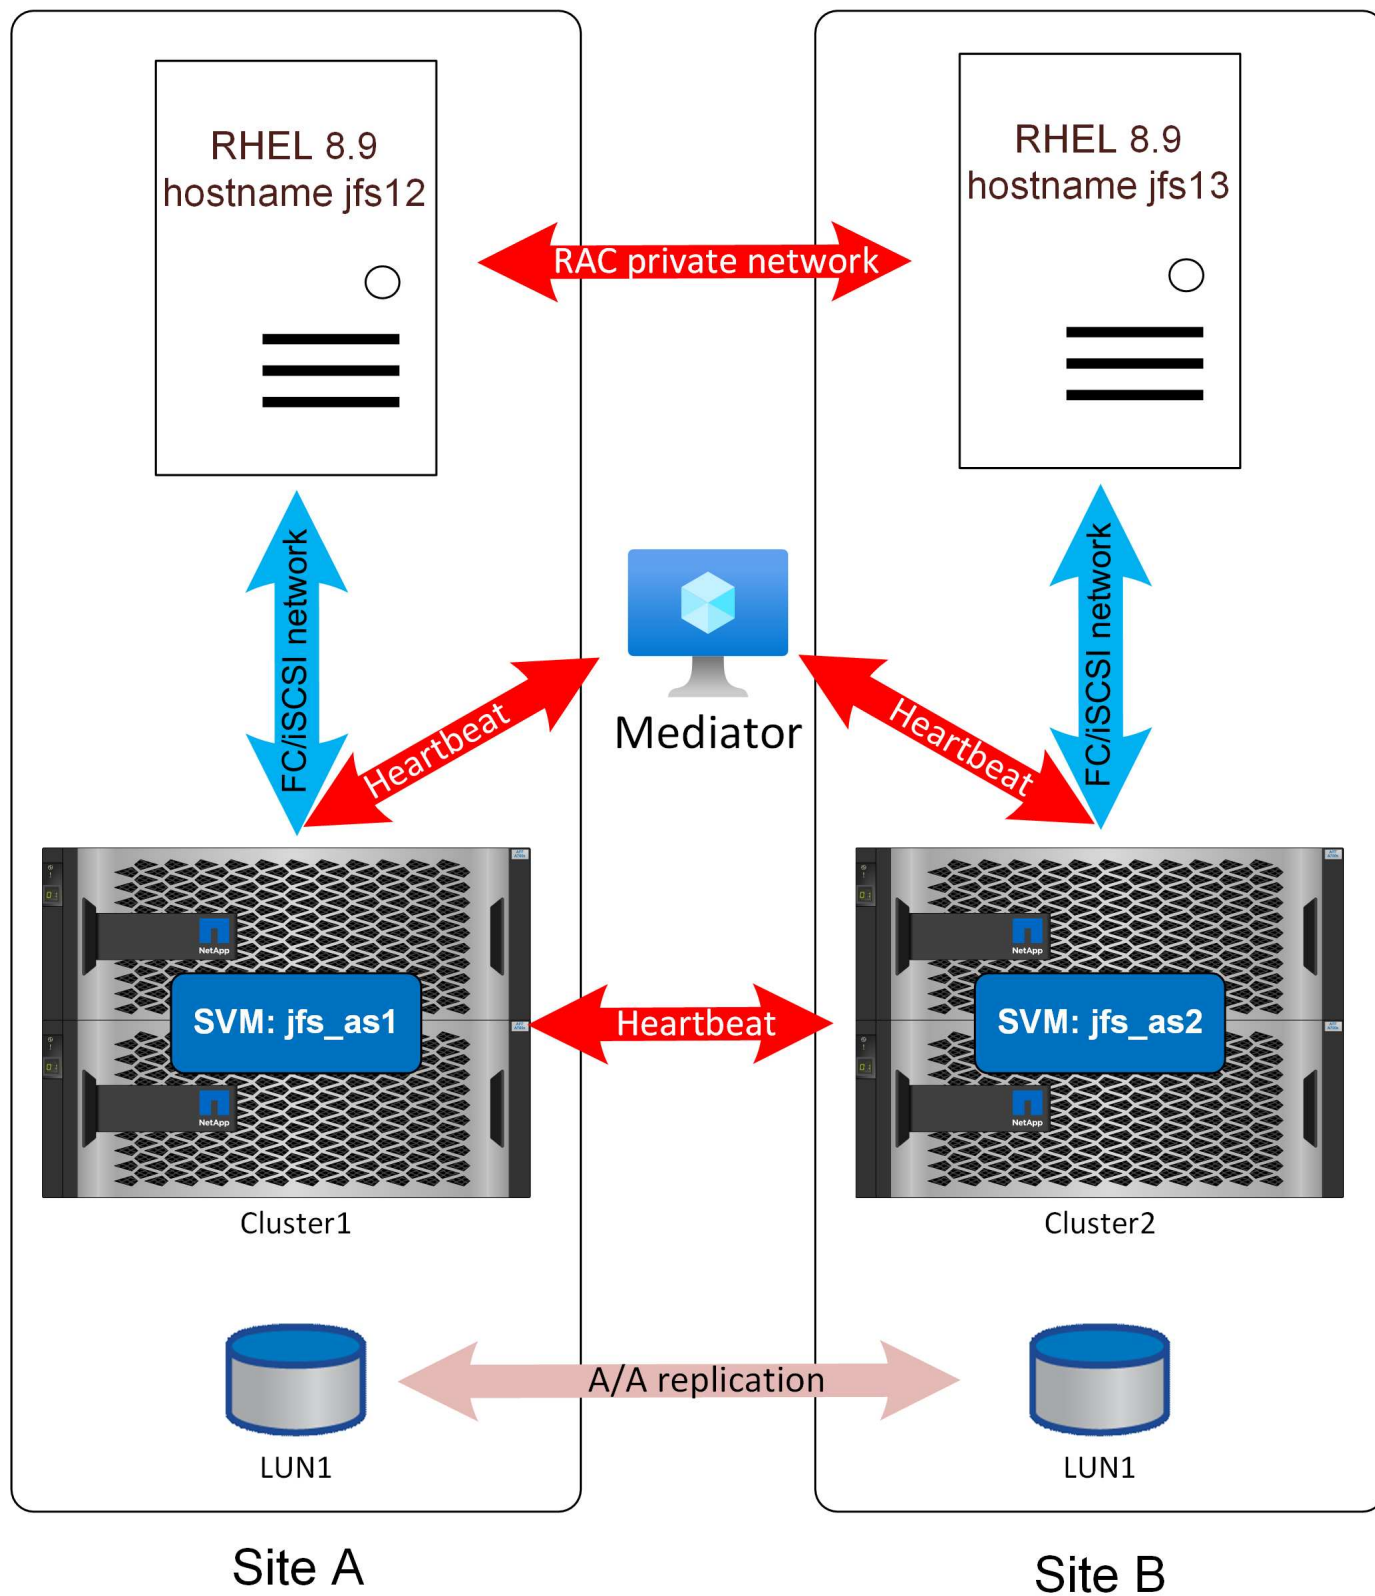 RHEL 8.9
hostname jfs12
RHEL 8.9
hostname jfs13
RAC private network
FC/iSCSI network
FC/iSCSI network
Heartbeat
Mediator
Heartbeat
NetApp
SVM: jfs_as1
NetApp
Heartbeat
NetApp
SVM: jfs_as2
NetApp
Cluster1
Cluster2
A/A replication
LUN1
LUN1
Site A
Site B